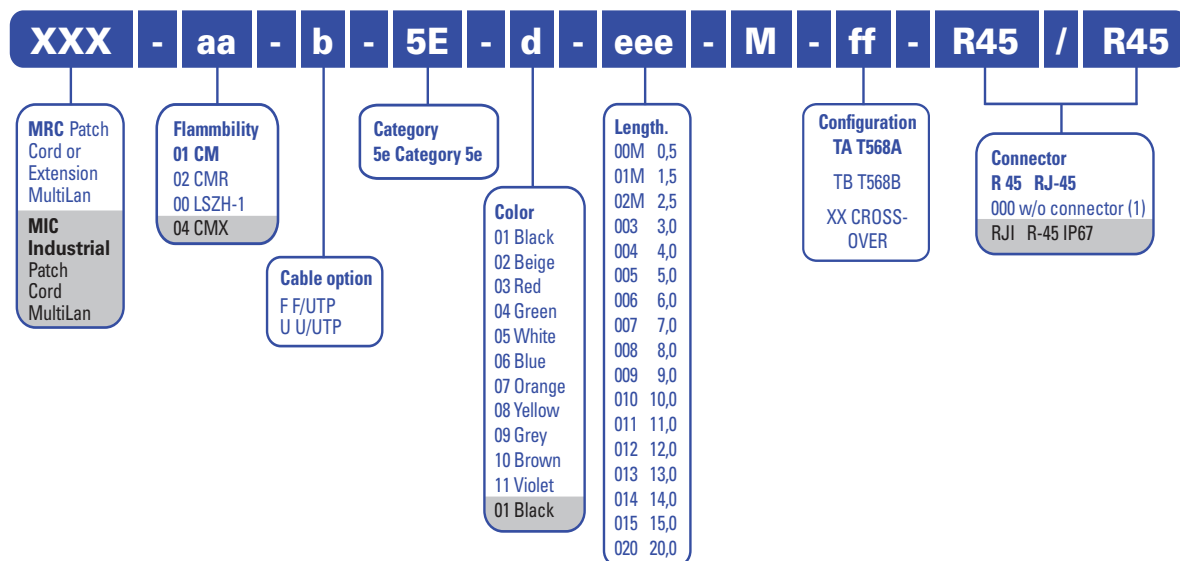 XXX - aa - b - 5E - d - eee - M - ff - R45 / R45
MRC Patch
Cord or
Extension
MultiLan
MIC
Industrial
Patch
Cord
MultiLan
Flammbility
01 CM
02 CMR
00 LSZH-1
04 CMX
Cable option
F F/UTP
U U/UTP
Category
5e Category 5e
Color
01 Black
02 Beige
03 Red
04 Green
05 White
06 Blue
07 Orange
08 Yellow
09 Grey
10 Brown
11 Violet
01 Black
Length.
00M 0,5
01M 1,5
02M 2,5
003 3,0
004 4,0
005 5,0
006 6,0
007 7,0
008 8,0
009 9,0
010 10,0
011 11,0
012 12,0
013 13,0
014 14,0
015 15,0
020 20,0
Configuration
TA T568A
TB T568B
XX CROSS-
OVER
Connector
R 45 RJ-45
000 w/o connector (1)
RJI R-45 IP67